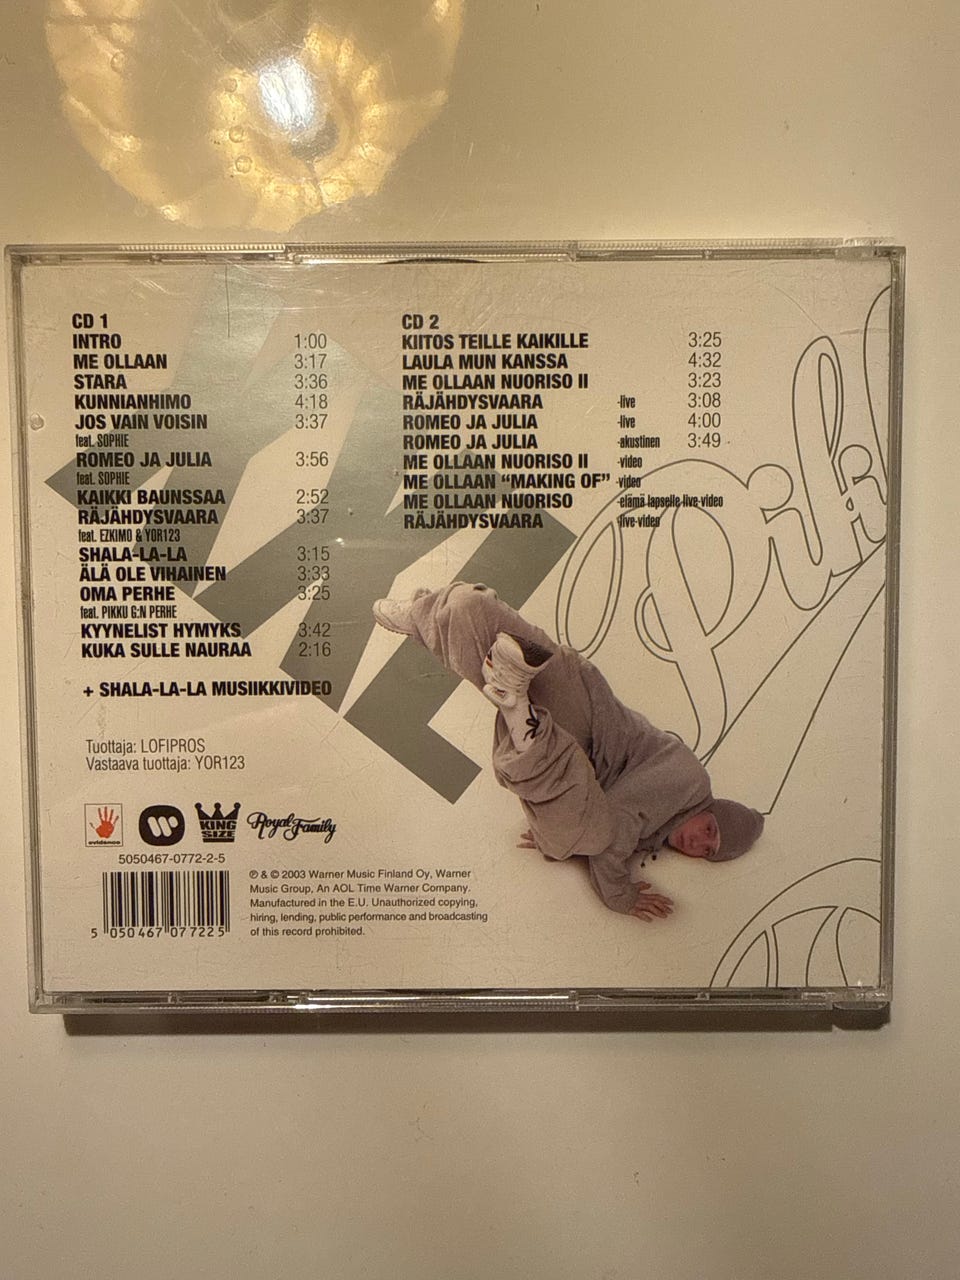 CD 1
INTRO 1:00
ME OLLAAN 3:17
STARA 3:36
KUNNIANHIMO 4:18
JOS VAIN VOISIN 3:37
feat. SOPHIE
ROMEO JA JULIA 3:56
feat. SOPHIE
KAIKKI BAUNSSAA 2:52
RÄJÄHDYSVAARA 3:37
feat. EZKIMO & YOR123
SHALA-LA-LA 3:15
ÄLÄ OLE VIHAINEN 3:33
OMA PERHE 3:25
feat. PIKKU G:N PERHE
KYYNELIST HYMYKS 3:42
KUKA SULLE NAURAA 2:16
+ SHALA-LA-LA MUSIIKKIVIDEO
CD 2
KIITOS TEILLE KAIKILLE 3:25
LAULA MUN KANSSA 4:32
ME OLLAAN NUORISO II 3:23
RÄJÄHDYSVAARA -live 3:08
ROMEO JA JULIA -live 4:00
ROMEO JA JULIA -akustinen 3:49
ME OLLAAN NUORISO II -video
ME OLLAAN "MAKING OF" -video
ME OLLAAN NUORISO -elämä lapselle live-video
RÄJÄHDYSVAARA -live-video
Tuottaja: LOFIPROS
Vastaava tuottaja: YOR123
evidence
KING SIZE
Royal Family
5050467-0772-2-5
5 050467 077225
℗ & © 2003 Warner Music Finland Oy, Warner
Music Group, An AOL Time Warner Company.
Manufactured in the E.U. Unauthorized copying,
hiring, lending, public performance and broadcasting
of this record prohibited.